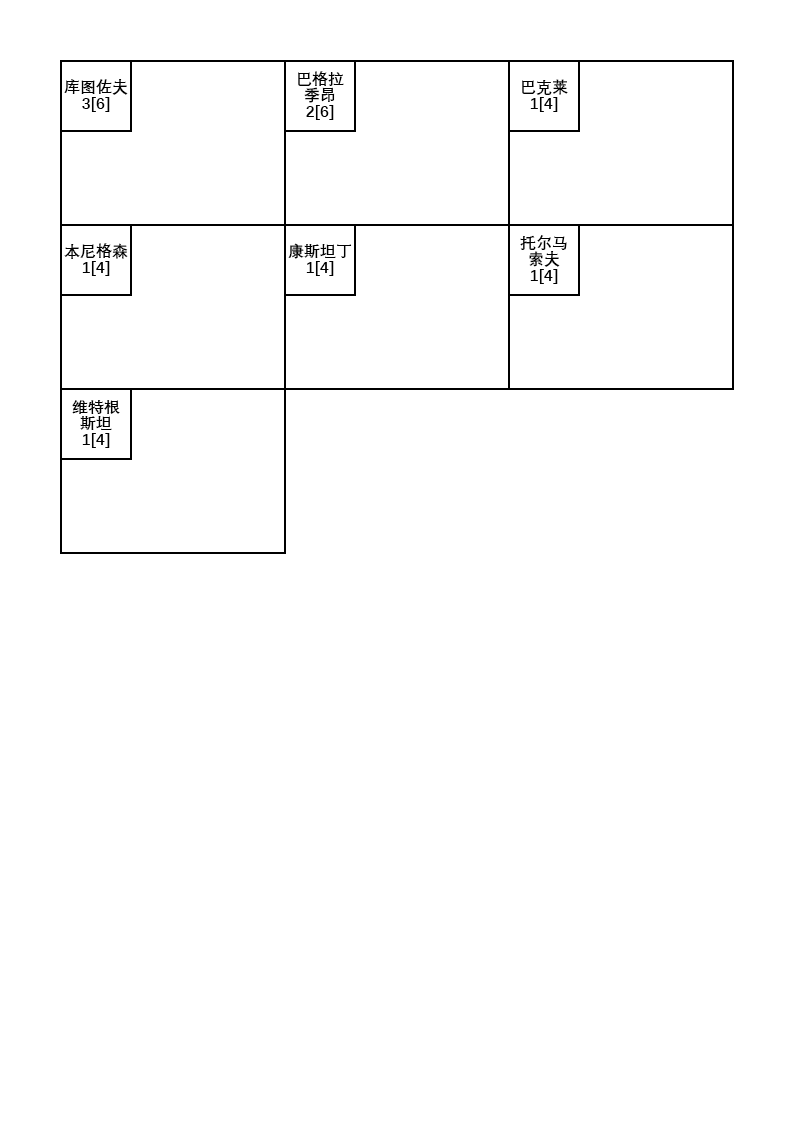 库图佐夫
3[6]
巴格拉
季昂
2[6]
巴克莱
1[4]
本尼格森
1[4]
康斯坦丁
1[4]
托尔马
索夫
1[4]
维特根
斯坦
1[4]